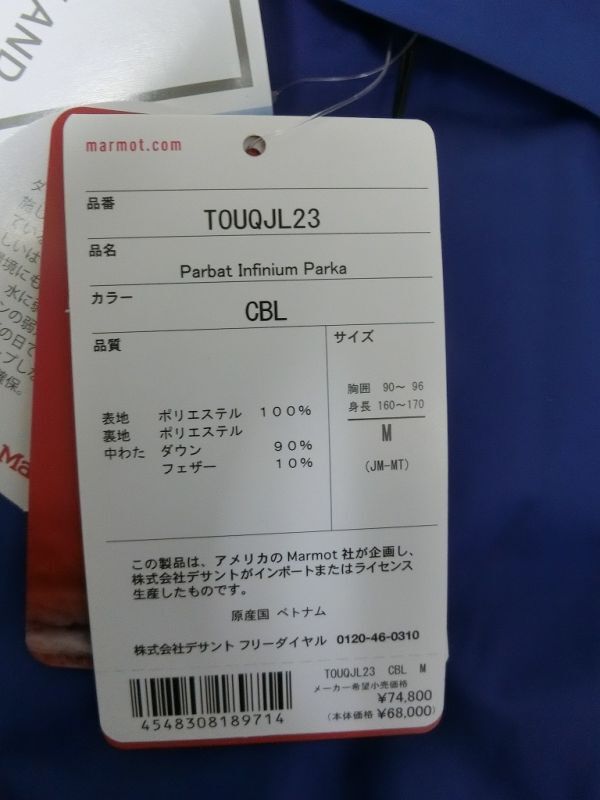 LAND
marmot.com
品番
TOUQJL23
品名
Parbat Infinium Parka
カラー
CBL
品質
サイズ
胸囲 90～ 96
身長 160～170
M
(JM-MT)
表地 ポリエステル 100%
裏地 ポリエステル
中わた ダウン 90%
フェザー 10%
この製品は、アメリカのMarmot社が企画し、
株式会社デサントがインポートまたはライセンス
生産したものです。
原産国 ベトナム
株式会社デサント フリーダイヤル 0120-46-0310
TOUQJL23 CBL M
メーカー希望小売価格
¥74,800
(本体価格 ¥68,000)
4548308189714